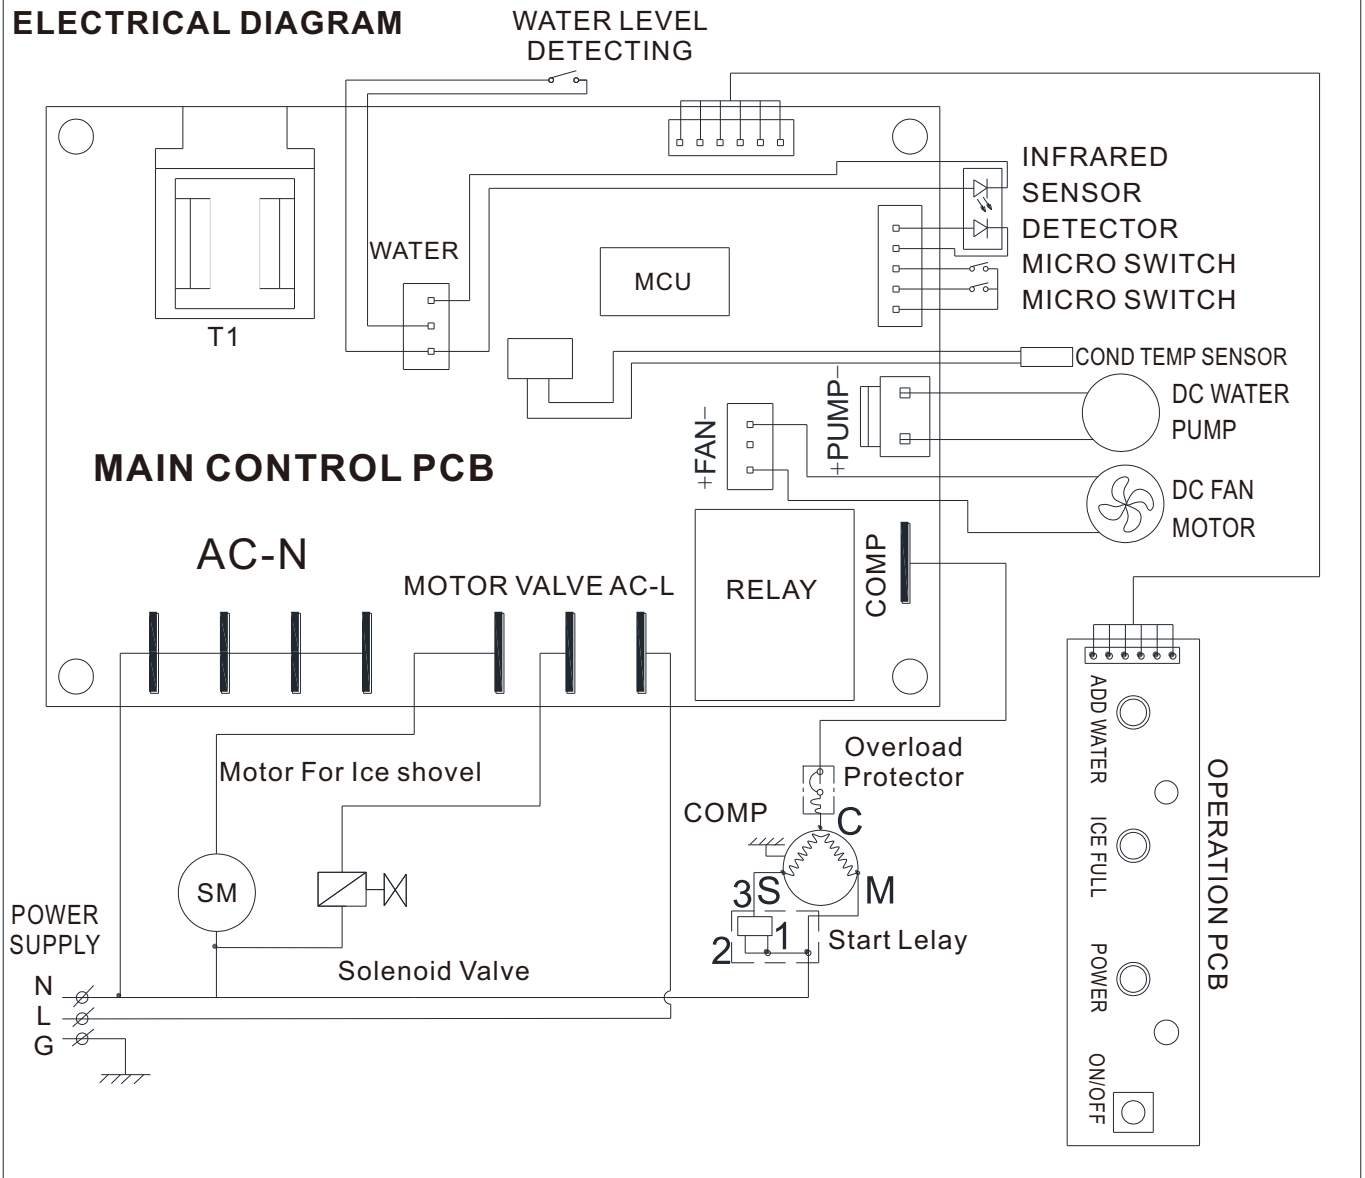 ELECTRICAL DIAGRAM
WATER LEVEL
DETECTING
INFRARED
SENSOR
DETECTOR
MICRO SWITCH
MICRO SWITCH
WATER
MCU
T1
COND TEMP SENSOR
DC WATER
PUMP
+PUMP-
+FAN-
MAIN CONTROL PCB
DC FAN
MOTOR
AC-N
MOTOR VALVE AC-L
RELAY
COMP
Motor For Ice shovel
Overload
Protector
COMP
C
SM
3 S
M
2
1
Start Lelay
POWER
SUPPLY
Solenoid Valve
N
L
G
ADD WATER
ICE FULL
POWER
ON/OFF
OPERATION PCB